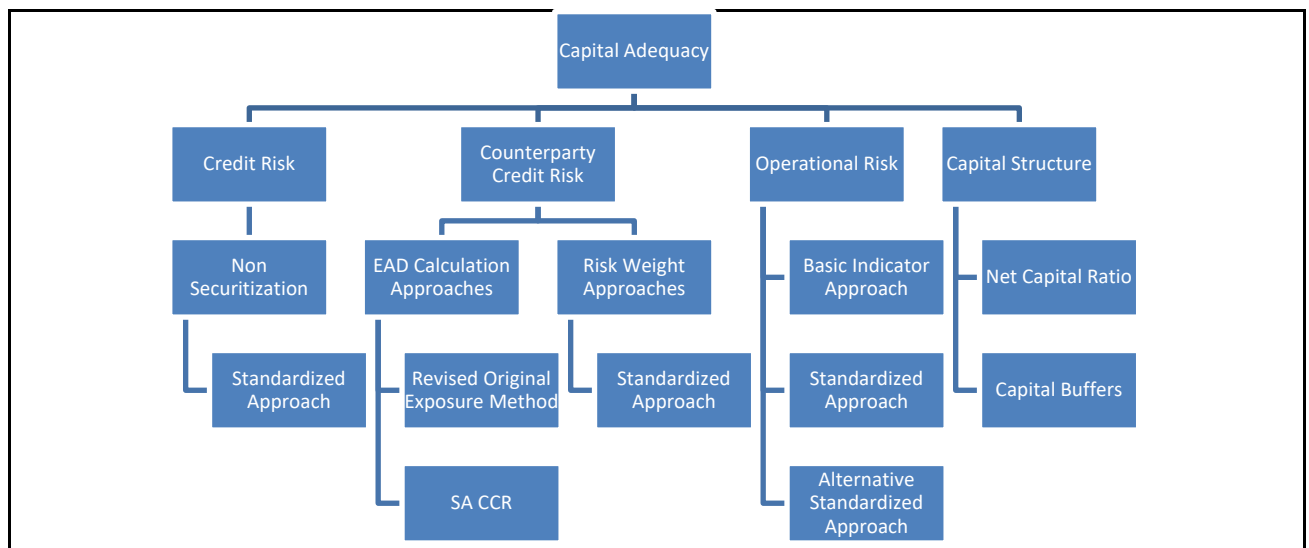 Capital Adequacy
Credit Risk
Counterparty
Credit Risk
Operational Risk
Capital Structure
Non
Securitization
EAD Calculation
Approaches
Risk Weight
Approaches
Basic Indicator
Approach
Net Capital Ratio
Standardized
Approach
Revised Original
Exposure Method
Standardized
Approach
Standardized
Approach
Capital Buffers
SA CCR
Alternative
Standardized
Approach